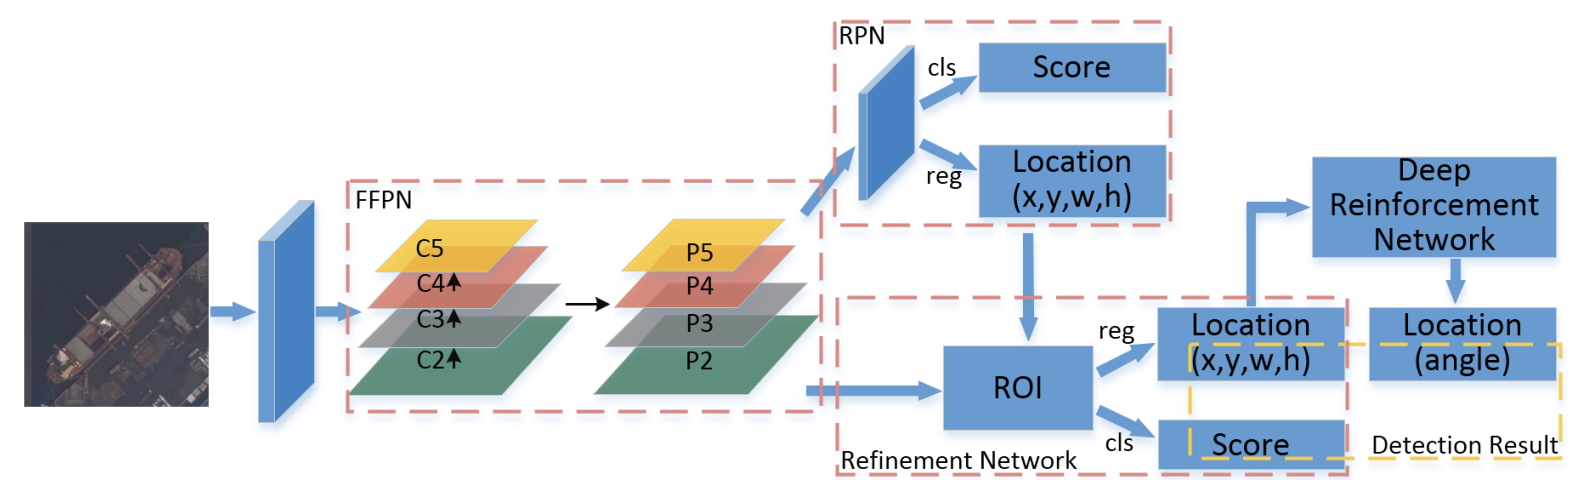 FFPN
C5
C4
C3
C2
P5
P4
P3
P2
RPN
cls
Score
reg
Location
(x,y,w,h)
ROI
reg
Location
(x,y,w,h)
cls
Score
Refinement Network
Deep
Reinforcement
Network
Location
(angle)
Detection Result